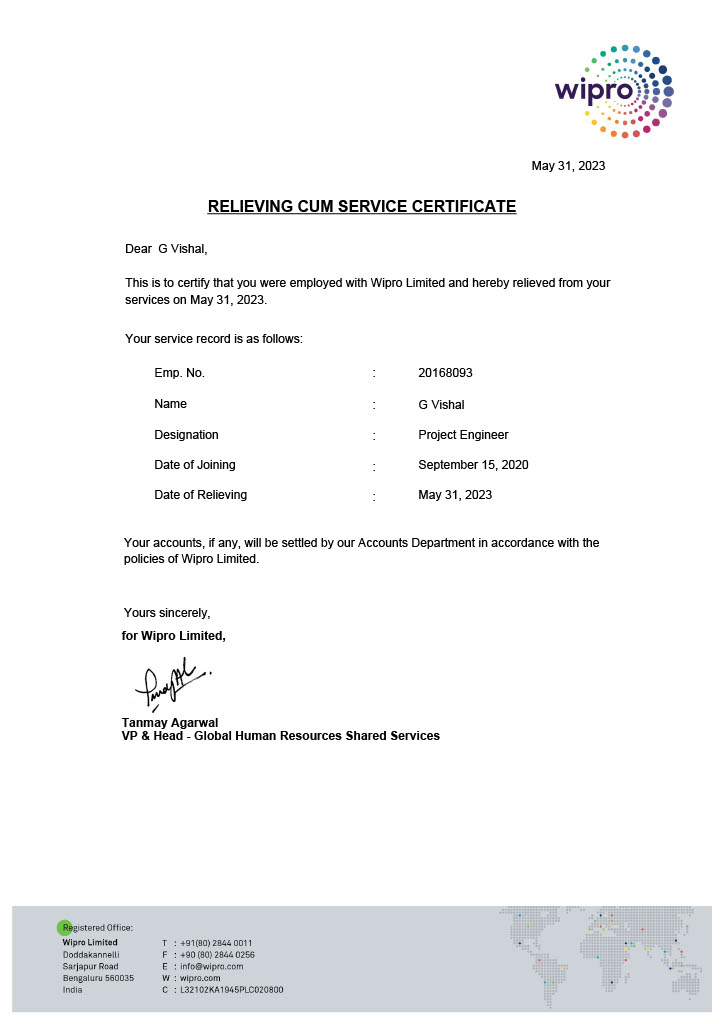 wipro
May 31, 2023
RELIEVING CUM SERVICE CERTIFICATE
Dear G Vishal,
This is to certify that you were employed with Wipro Limited and hereby relieved from your
services on May 31, 2023.
Your service record is as follows:
Emp. No. : 20168093
Name : G Vishal
Designation : Project Engineer
Date of Joining : September 15, 2020
Date of Relieving : May 31, 2023
Your accounts, if any, will be settled by our Accounts Department in accordance with the
policies of Wipro Limited.
Yours sincerely,
for Wipro Limited,
Tanmay Agarwal
VP & Head - Global Human Resources Shared Services
Registered Office:
Wipro Limited T : +91(80) 2844 0011
Doddakannelli F : +90 (80) 2844 0256
Sarjapur Road E : info@wipro.com
Bengaluru 560035 W : wipro.com
India C : L32102KA1945PLC020800